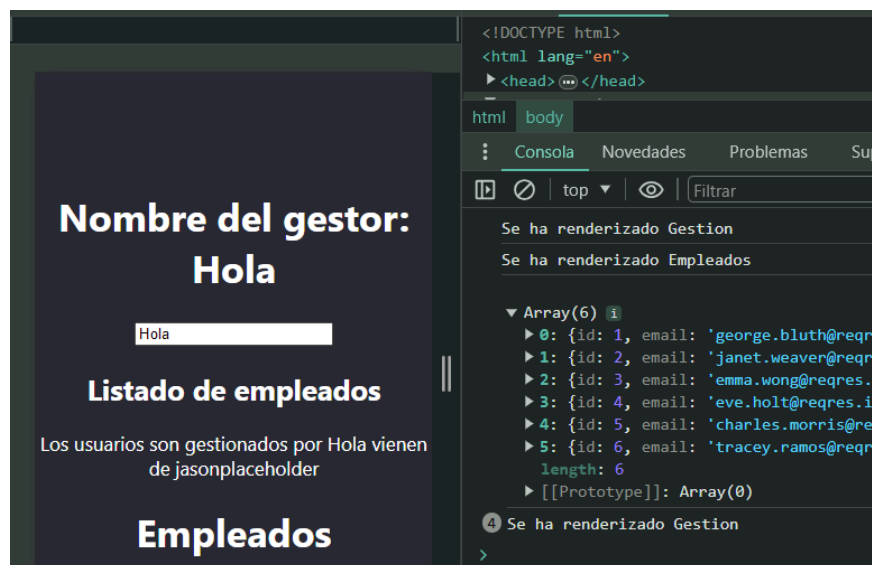 Nombre del gestor:
Hola
Hola
Listado de empleados
Los usuarios son gestionados por Hola vienen
de jasonplaceholder
Empleados
<!DOCTYPE html>
<html lang="en">
<head> ••• </head>
html body
Consola Novedades Problemas
top Filtrar
Se ha renderizado Gestion
Se ha renderizado Empleados
Array(6) i
0: {id: 1, email: 'george.bluth@reqr
1: {id: 2, email: 'janet.weaver@reqr
2: {id: 3, email: 'emma.wong@reqres.
3: {id: 4, email: 'eve.holt@reqres.i
4: {id: 5, email: 'charles.morris@re
5: {id: 6, email: 'tracey.ramos@reqr
length: 6
[[Prototype]]: Array(0)
4 Se ha renderizado Gestion